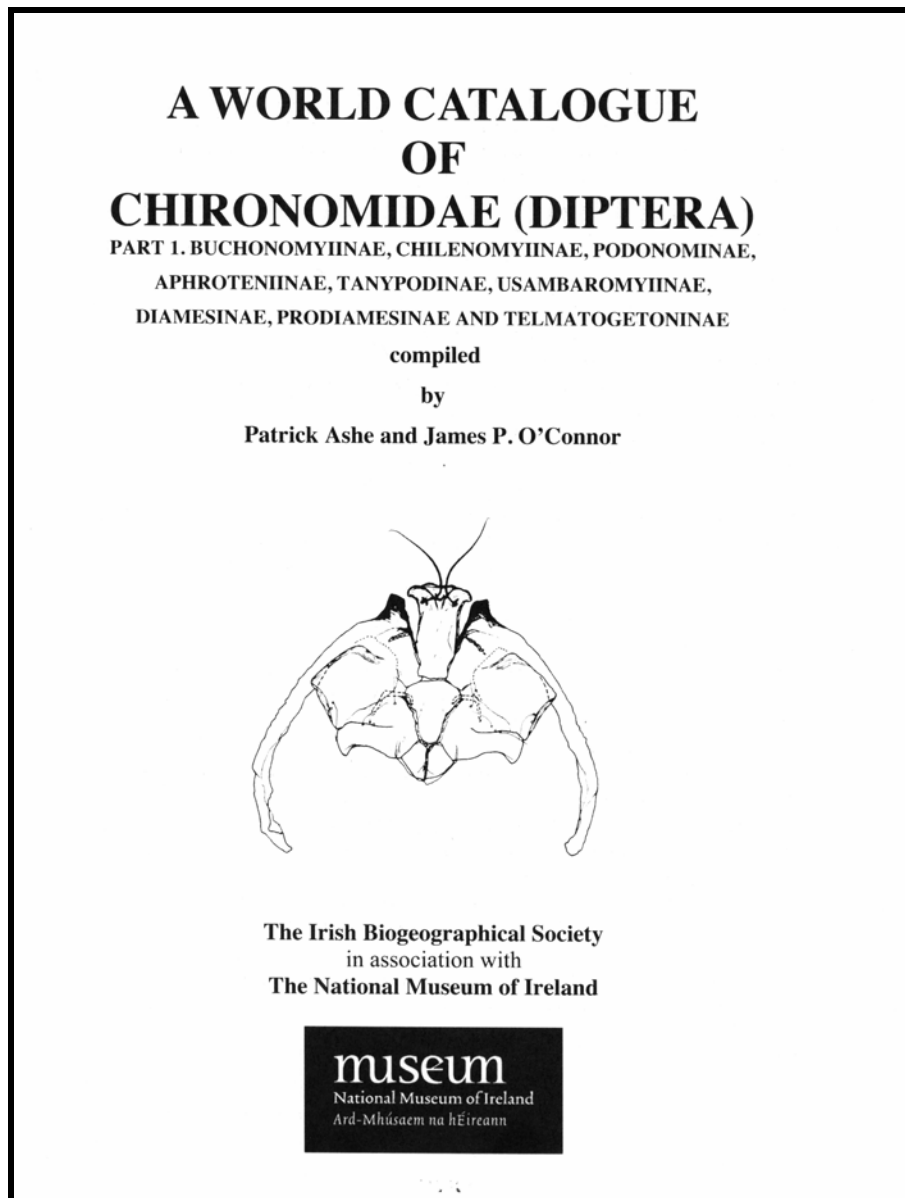 A WORLD CATALOGUE
OF
CHIRONOMIDAE (DIPTERA)
PART 1. BUCHONOMYIINAE, CHILENOMYIINAE, PODONOMINAE,
APHROTENIINAE, TANYPODINAE, USAMBAROMYIINAE,
DIAMESINAE, PRODIAMESINAE AND TELMATOGETONINAE
compiled
by
Patrick Ashe and James P. O'Connor
The Irish Biogeographical Society
in association with
The National Museum of Ireland
museum
National Museum of Ireland
Ard-Mhúsaem na hÉireann